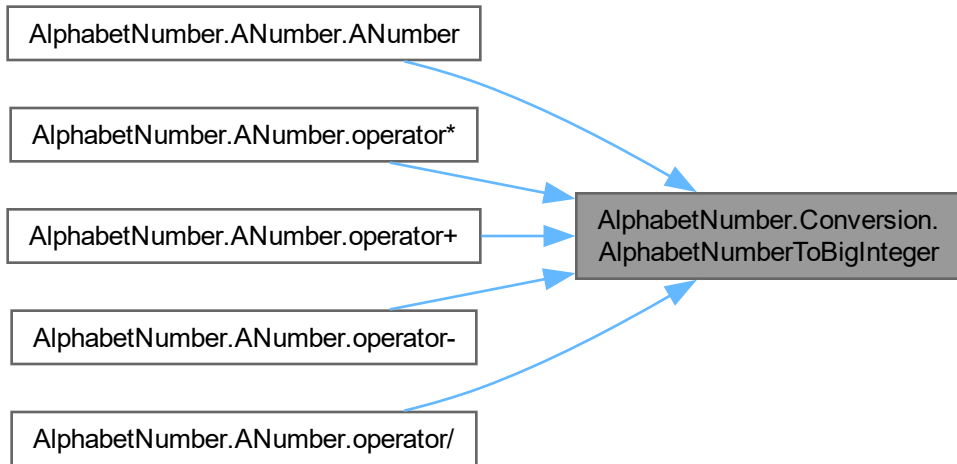 AlphabetNumber.ANumber.ANumber
AlphabetNumber.ANumber.operator*
AlphabetNumber.ANumber.operator+
AlphabetNumber.Conversion.
AlphabetNumberToBigInteger
AlphabetNumber.ANumber.operator-
AlphabetNumber.ANumber.operator/